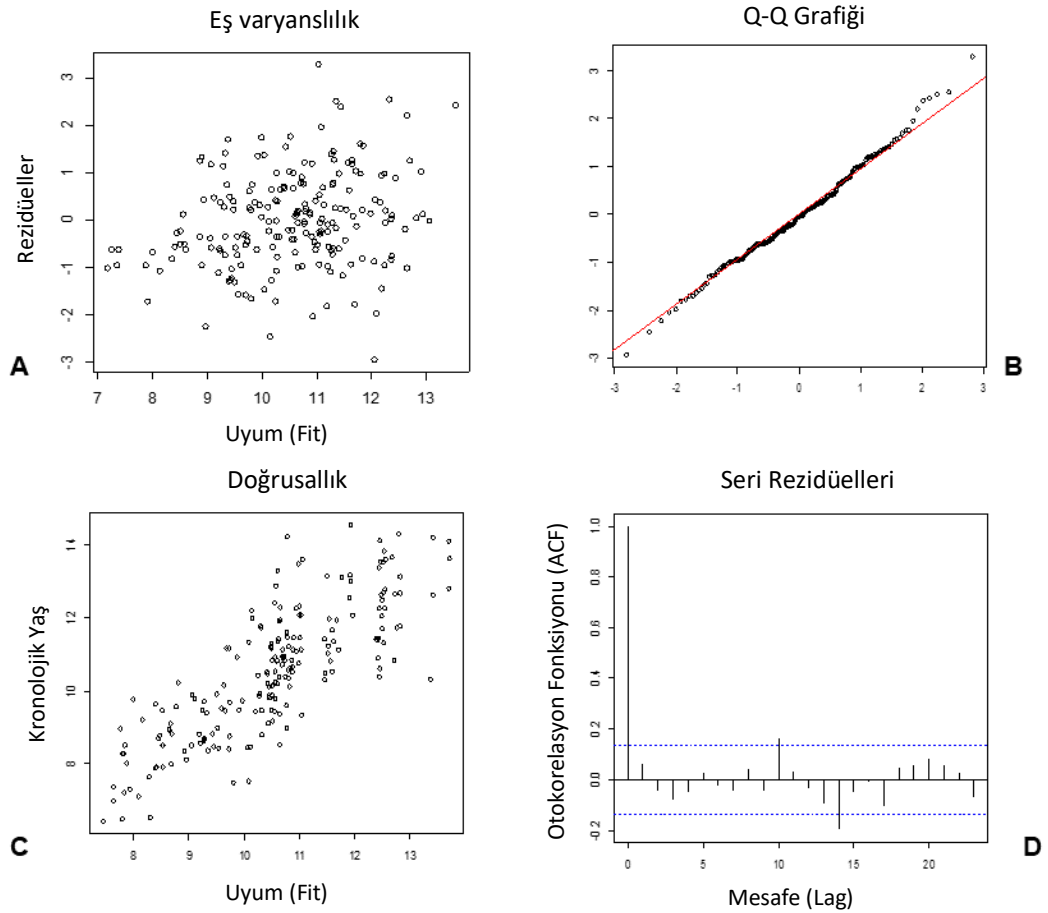 Eş varyanslılık
Rezidüeller
3
2
1
0
-1
-2
-3
7 8 9 10 11 12 13
Uyum (Fit)
A
Q-Q Grafiği
3
2
1
0
-1
-2
-3
-3 -2 -1 0 1 2 3
B
Doğrusallık
Kronolojik Yaş
14
12
10
8
8 9 10 11 12 13
Uyum (Fit)
C
Seri Rezidüelleri
Otokorelasyon Fonksiyonu (ACF)
1.0
0.8
0.6
0.4
0.2
0.0
-0.2
0 5 10 15 20
Mesafe (Lag)
D